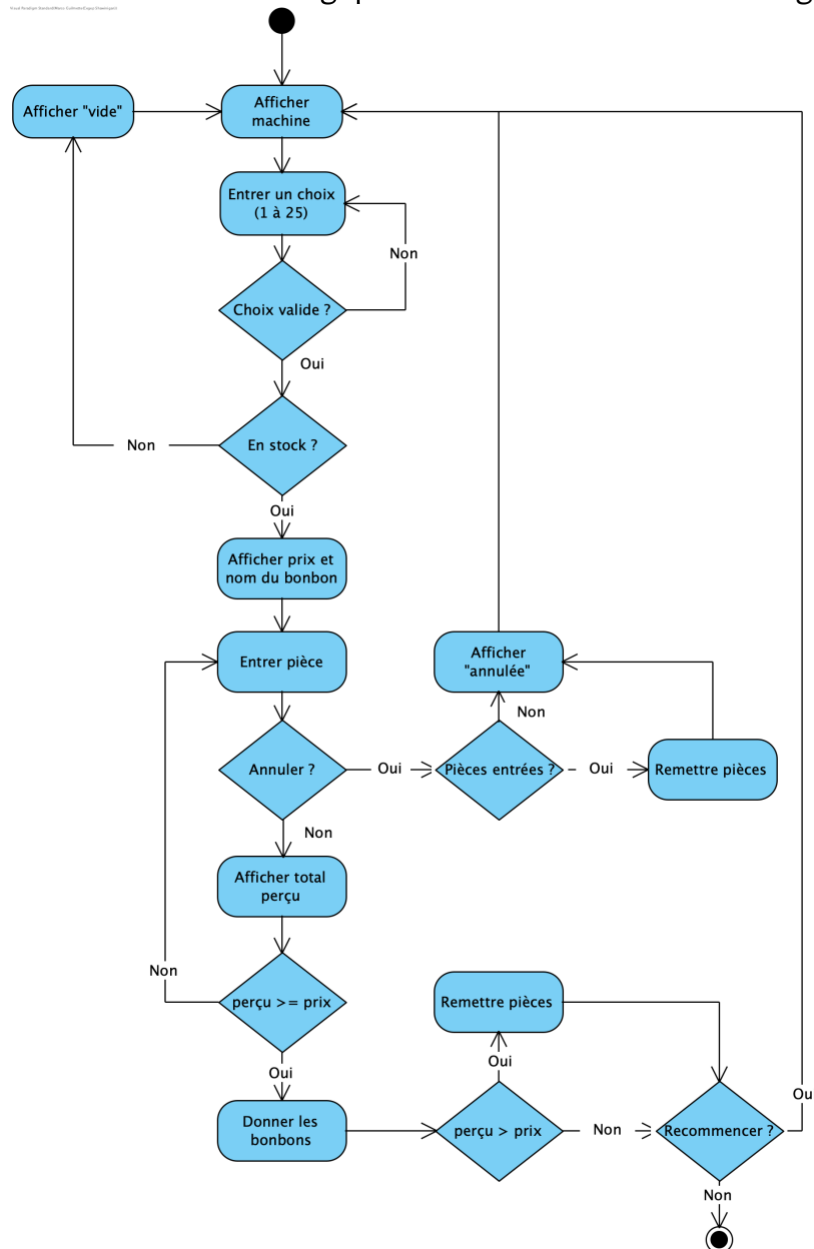 Afficher "vide"
Afficher
machine
Entrer un choix
(1 à 25)
Non
Choix valide ?
Oui
Non
En stock ?
Oui
Afficher prix et
nom du bonbon
Entrer pièce
Afficher
"annulée"
Non
Annuler ?
Oui
Pièces entrées ?
Oui
Remettre pièces
Non
Afficher total
perçu
Non
perçu >= prix
Remettre pièces
Oui
Oui
Donner les
bonbons
perçu > prix
Non
Recommencer ?
Ou
Non